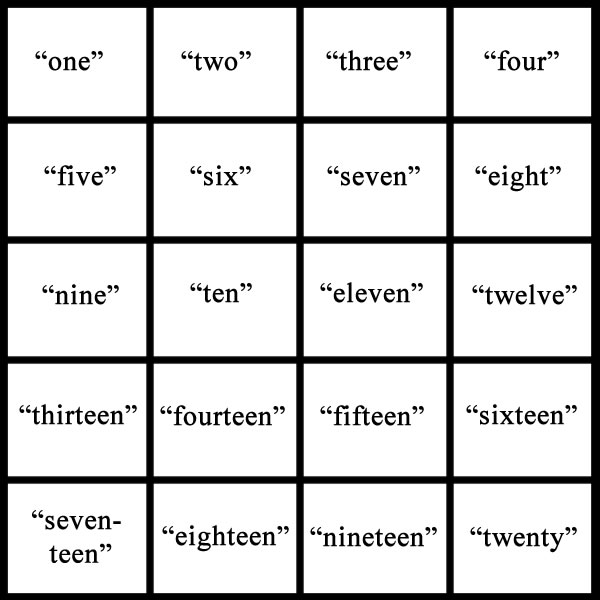 “one” “two” “three” “four”
“five” “six” “seven” “eight”
“nine” “ten” “eleven” “twelve”
“thirteen” “fourteen” “fifteen” “sixteen”
“seven-
teen” “eighteen” “nineteen” “twenty”